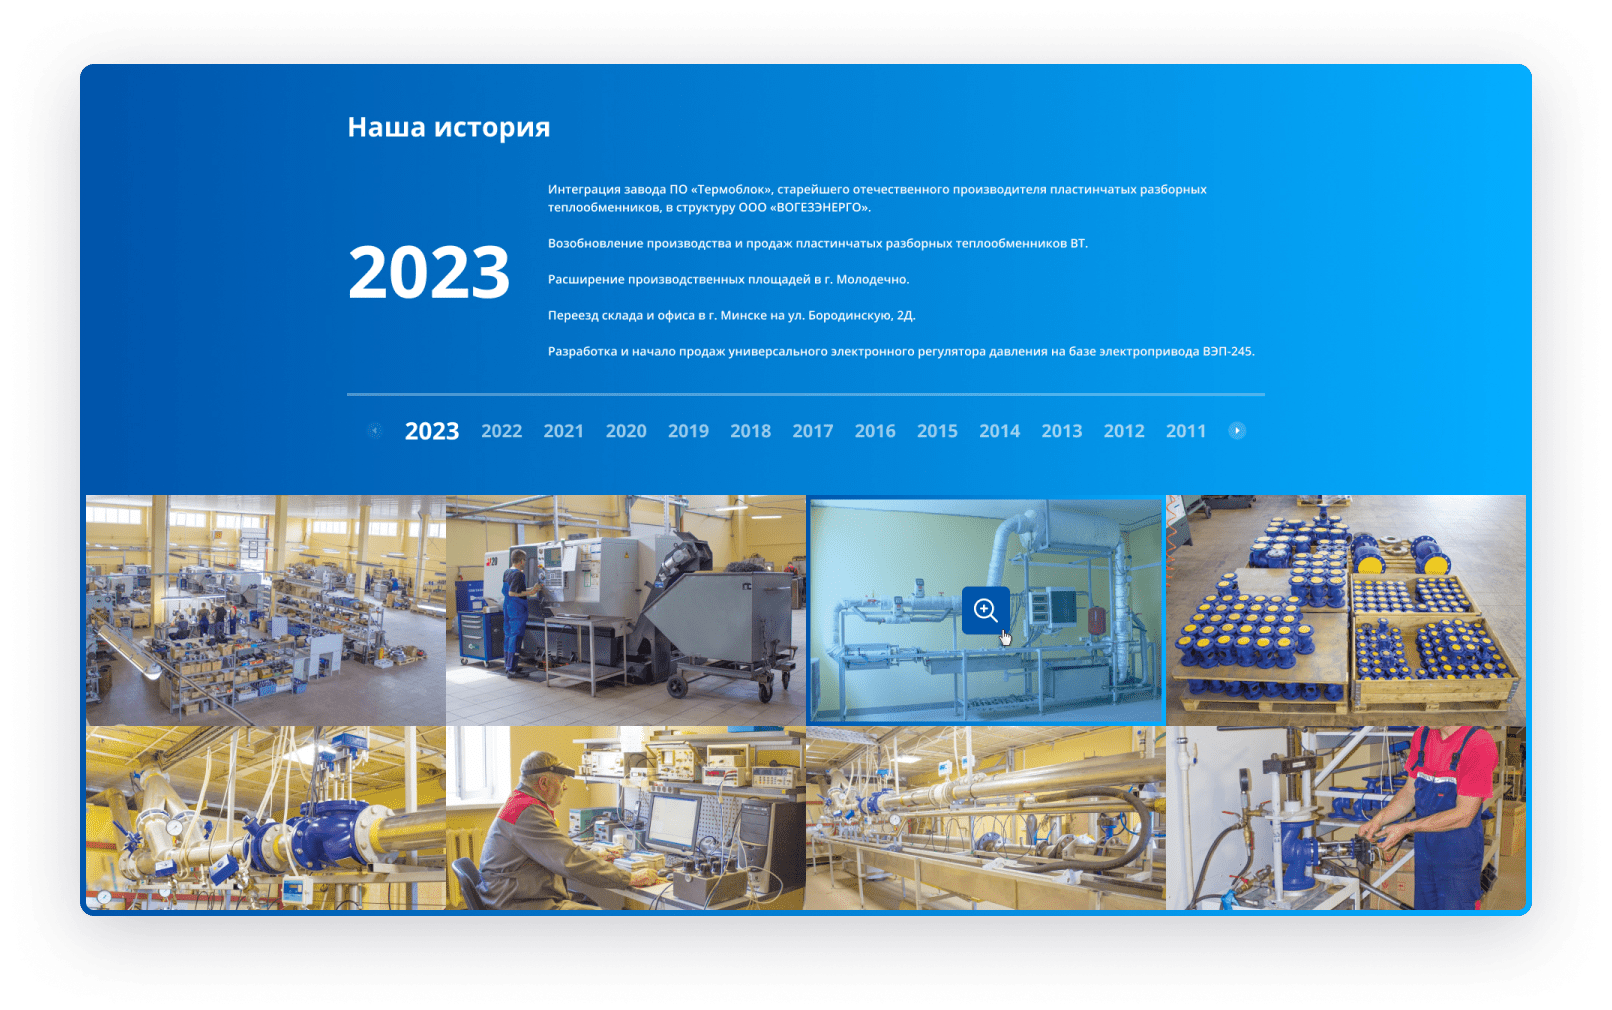 Наша история
2023
Интеграция завода ПО «Термоблок», старейшего отечественного производителя пластинчатых разборных
теплообменников, в структуру ООО «ВОГЕЗЭНЕРГО».
Возобновление производства и продаж пластинчатых разборных теплообменников ВТ.
Расширение производственных площадей в г. Молодечно.
Переезд склада и офиса в г. Минске на ул. Бородинскую, 2Д.
Разработка и начало продаж универсального электронного регулятора давления на базе электропривода ВЭП-245.
2023 2022 2021 2020 2019 2018 2017 2016 2015 2014 2013 2012 2011